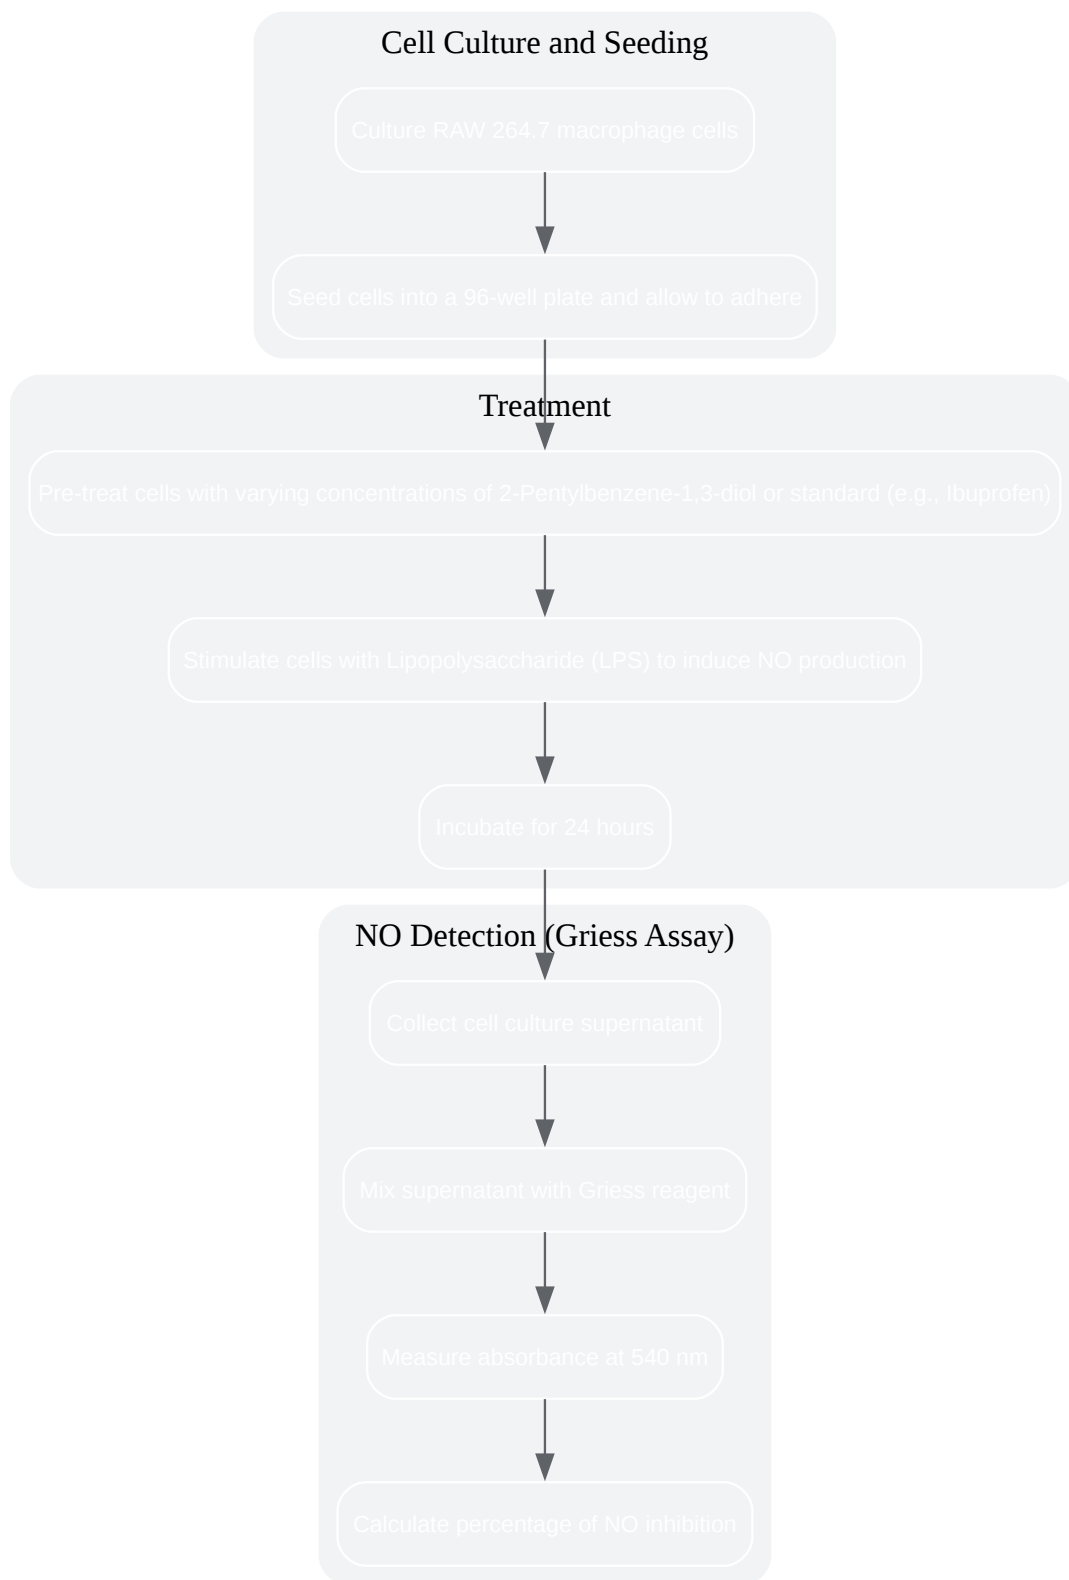 Cell Culture and Seeding
Culture RAW 264.7 macrophage cells
Seed cells into a 96-well plate and allow to adhere
Treatment
Pre-treat cells with varying concentrations of 2-Pentylbenzene-1,3-diol or standard (e.g., Ibuprofen)
Stimulate cells with Lipopolysaccharide (LPS) to induce NO production
Incubate for 24 hours
NO Detection (Griess Assay)
Collect cell culture supernatant
Mix supernatant with Griess reagent
Measure absorbance at 540 nm
Calculate percentage of NO inhibition